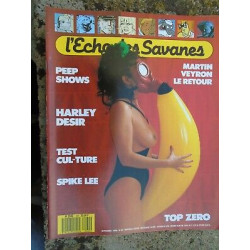 l'Echo des Savanes
PEEP
SHOWS
MARTIN
VEYRON
LE RETOUR
HARLEY
DESIR
TEST
CUL-TURE
SPIKE LEE
TOP ZERO